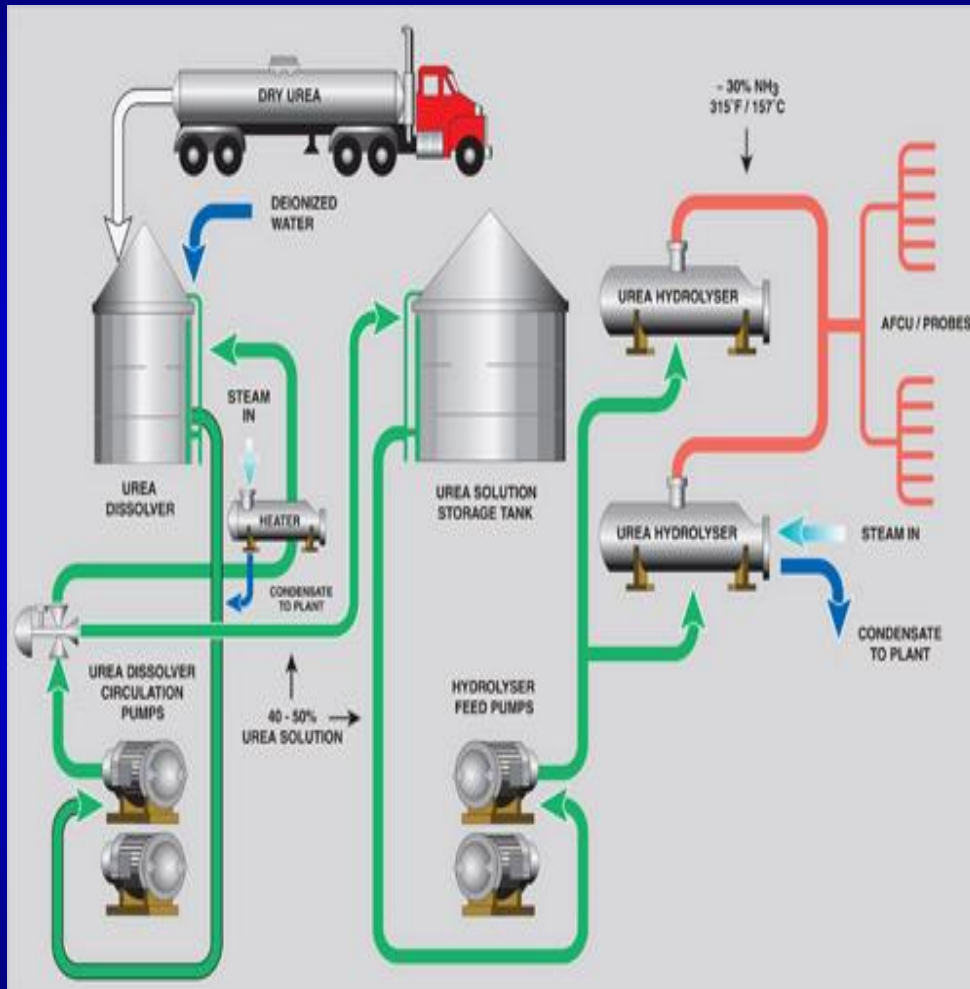 DRY UREA
~ 30% NH3
315°F / 157°C
DEIONIZED
WATER
UREA HYDROLYSER
AFCU / PROBES
STEAM
IN
UREA
DISSOLVER
HEATER
UREA SOLUTION
STORAGE TANK
UREA HYDROLYSER
STEAM IN
CONDENSATE
TO PLANT
CONDENSATE
TO PLANT
UREA DISSOLVER
CIRCULATION
PUMPS
40 - 50%
UREA SOLUTION
HYDROLYSER
FEED PUMPS